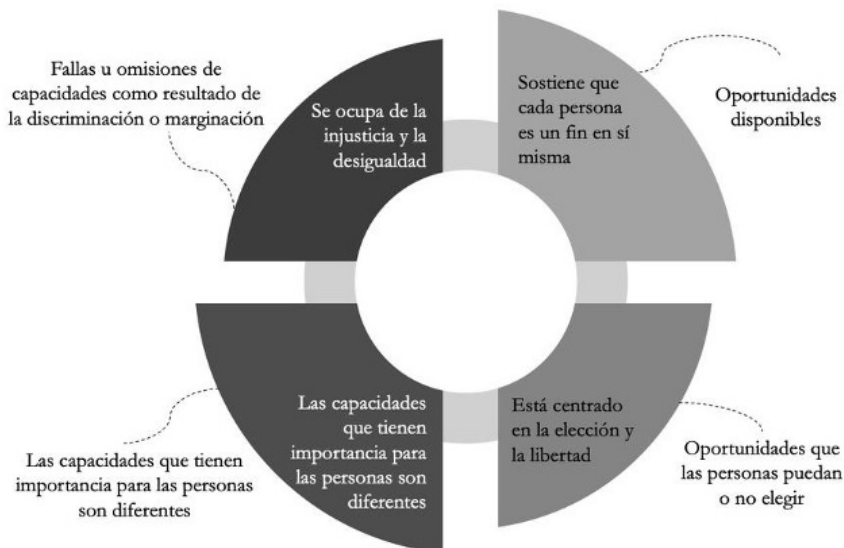 Fallas u omisiones de
capacidades como resultado de
la discriminación o marginación
Se ocupa de la
injusticia y la
desigualdad
Sostiene que
cada persona
es un fin en sí
misma
Oportunidades
disponibles
Las capacidades que tienen
importancia para las personas
son diferentes
Las capacidades
que tienen
importancia para
las personas son
diferentes
Está centrado
en la elección y
la libertad
Oportunidades que
las personas puedan
o no elegir